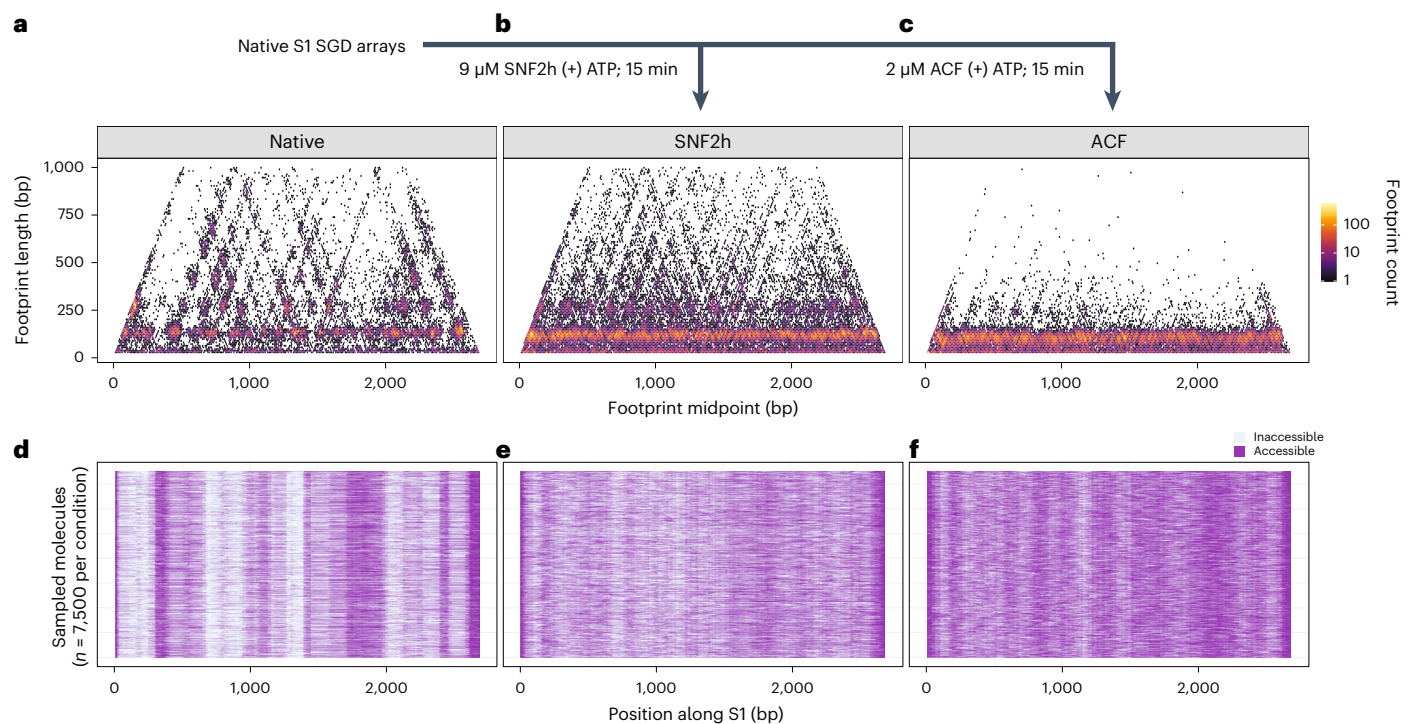 a
b
c
Native S1 SGD arrays
9 µM SNF2h (+) ATP; 15 min
2 µM ACF (+) ATP; 15 min
Native
SNF2h
ACF
Footprint length (bp)
1,000
750
500
250
0
0
1,000
2,000
0
1,000
2,000
0
1,000
2,000
Footprint midpoint (bp)
Footprint count
100
10
1
d
e
f
Inaccessible
Accessible
Sampled molecules
(n = 7,500 per condition)
0
1,000
2,000
0
1,000
2,000
0
1,000
2,000
Position along S1 (bp)